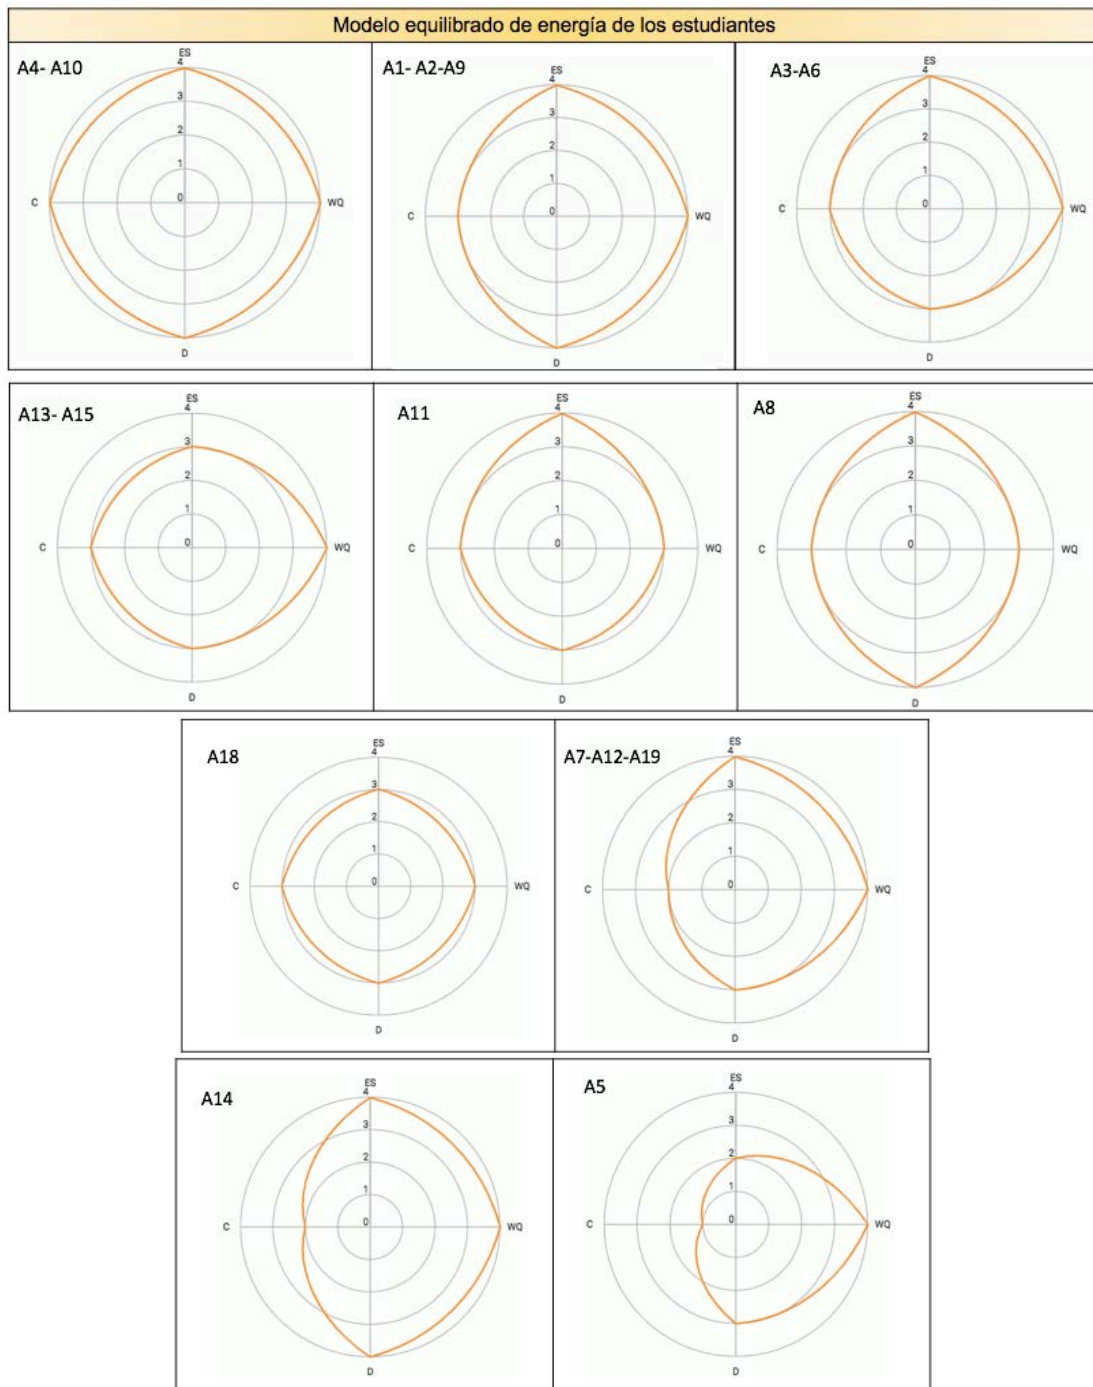 Modelo equilibrado de energía de los estudiantes
A4- A10
ES
4
3
2
1
0
C
WQ
D
A1- A2-A9
ES
4
3
2
1
0
C
WQ
D
A3-A6
ES
4
3
2
1
0
C
WQ
D
A13- A15
ES
4
3
2
1
0
C
WQ
D
A11
ES
4
3
2
1
0
C
WQ
D
A8
ES
4
3
2
1
0
C
WQ
D
A18
ES
4
3
2
1
0
C
WQ
D
A7-A12-A19
ES
4
3
2
1
0
C
WQ
D
A14
ES
4
3
2
1
0
C
WQ
D
A5
ES
4
3
2
1
0
C
WQ
D